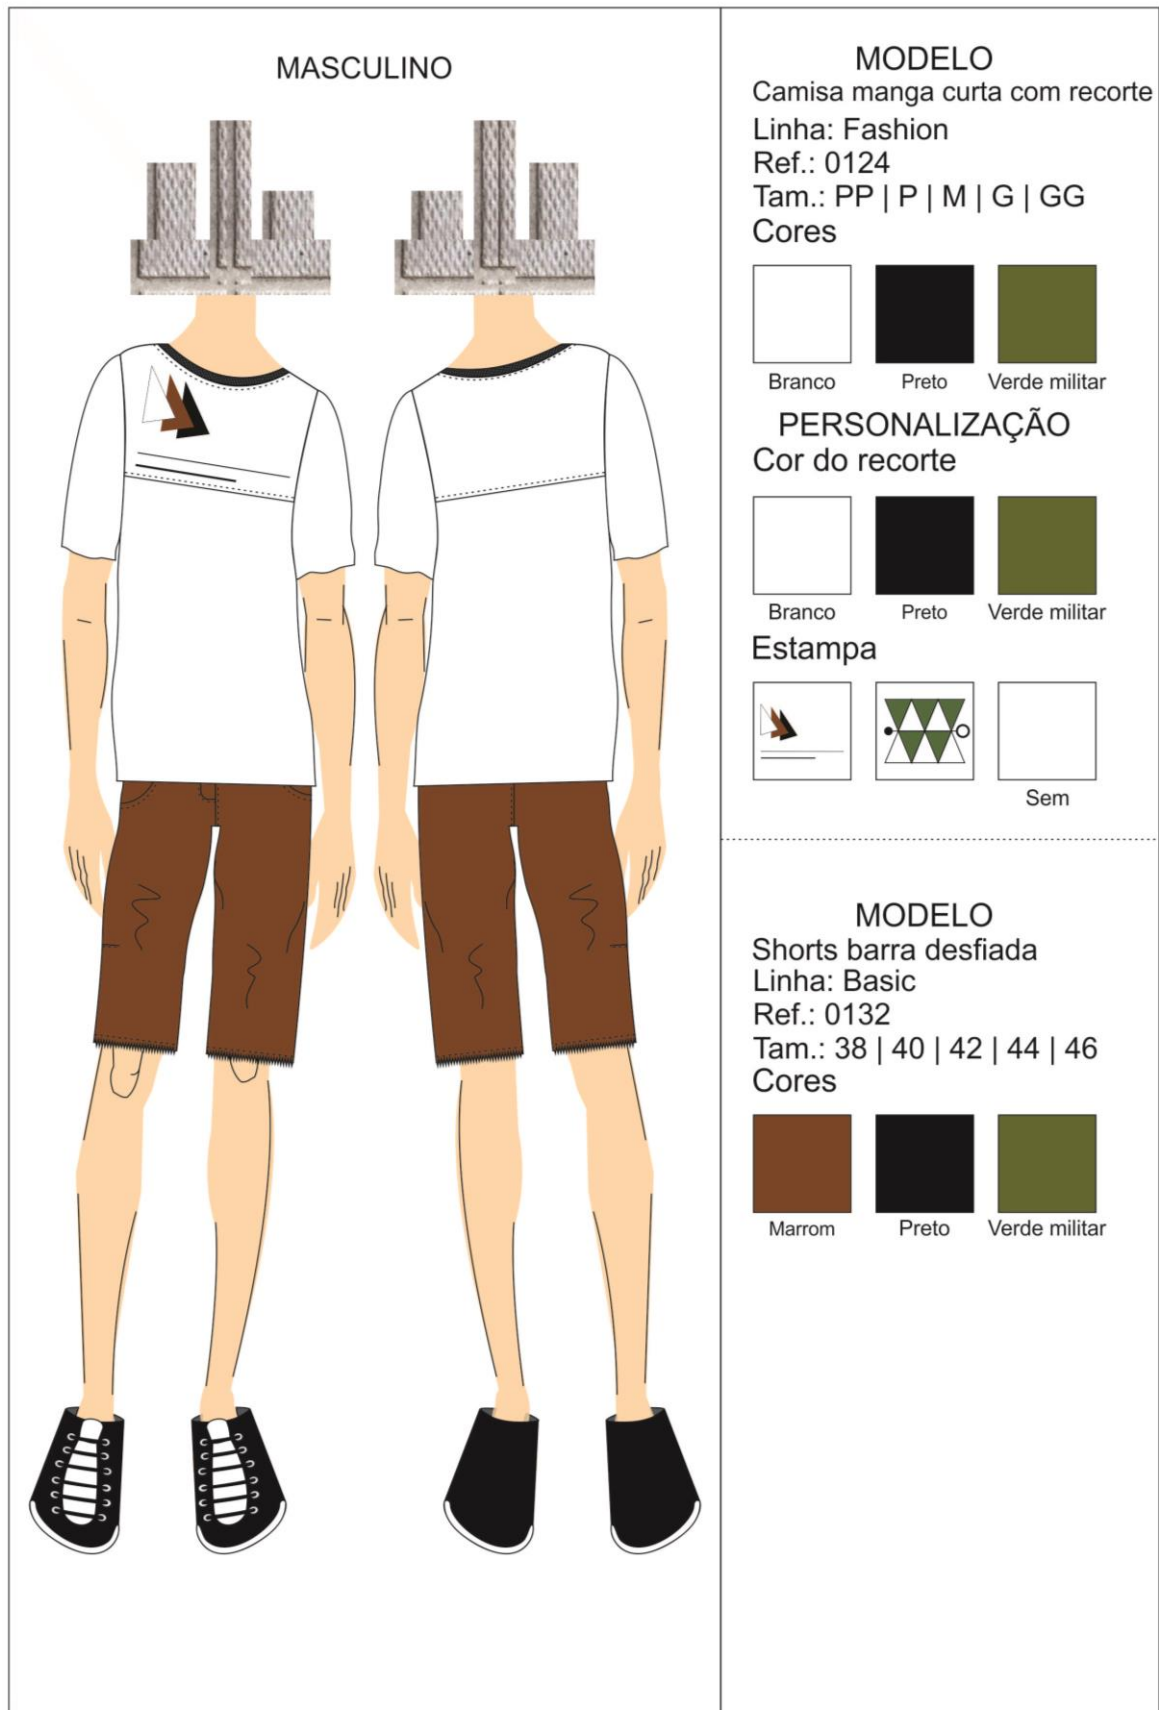 MASCULINO
MODELO
Camisa manga curta com recorte
Linha: Fashion
Ref.: 0124
Tam.: PP | P | M | G | GG
Cores
Branco
Preto
Verde militar
PERSONALIZAÇÃO
Cor do recorte
Branco
Preto
Verde militar
Estampa
Sem
MODELO
Shorts barra desfiada
Linha: Basic
Ref.: 0132
Tam.: 38 | 40 | 42 | 44 | 46
Cores
Marrom
Preto
Verde militar